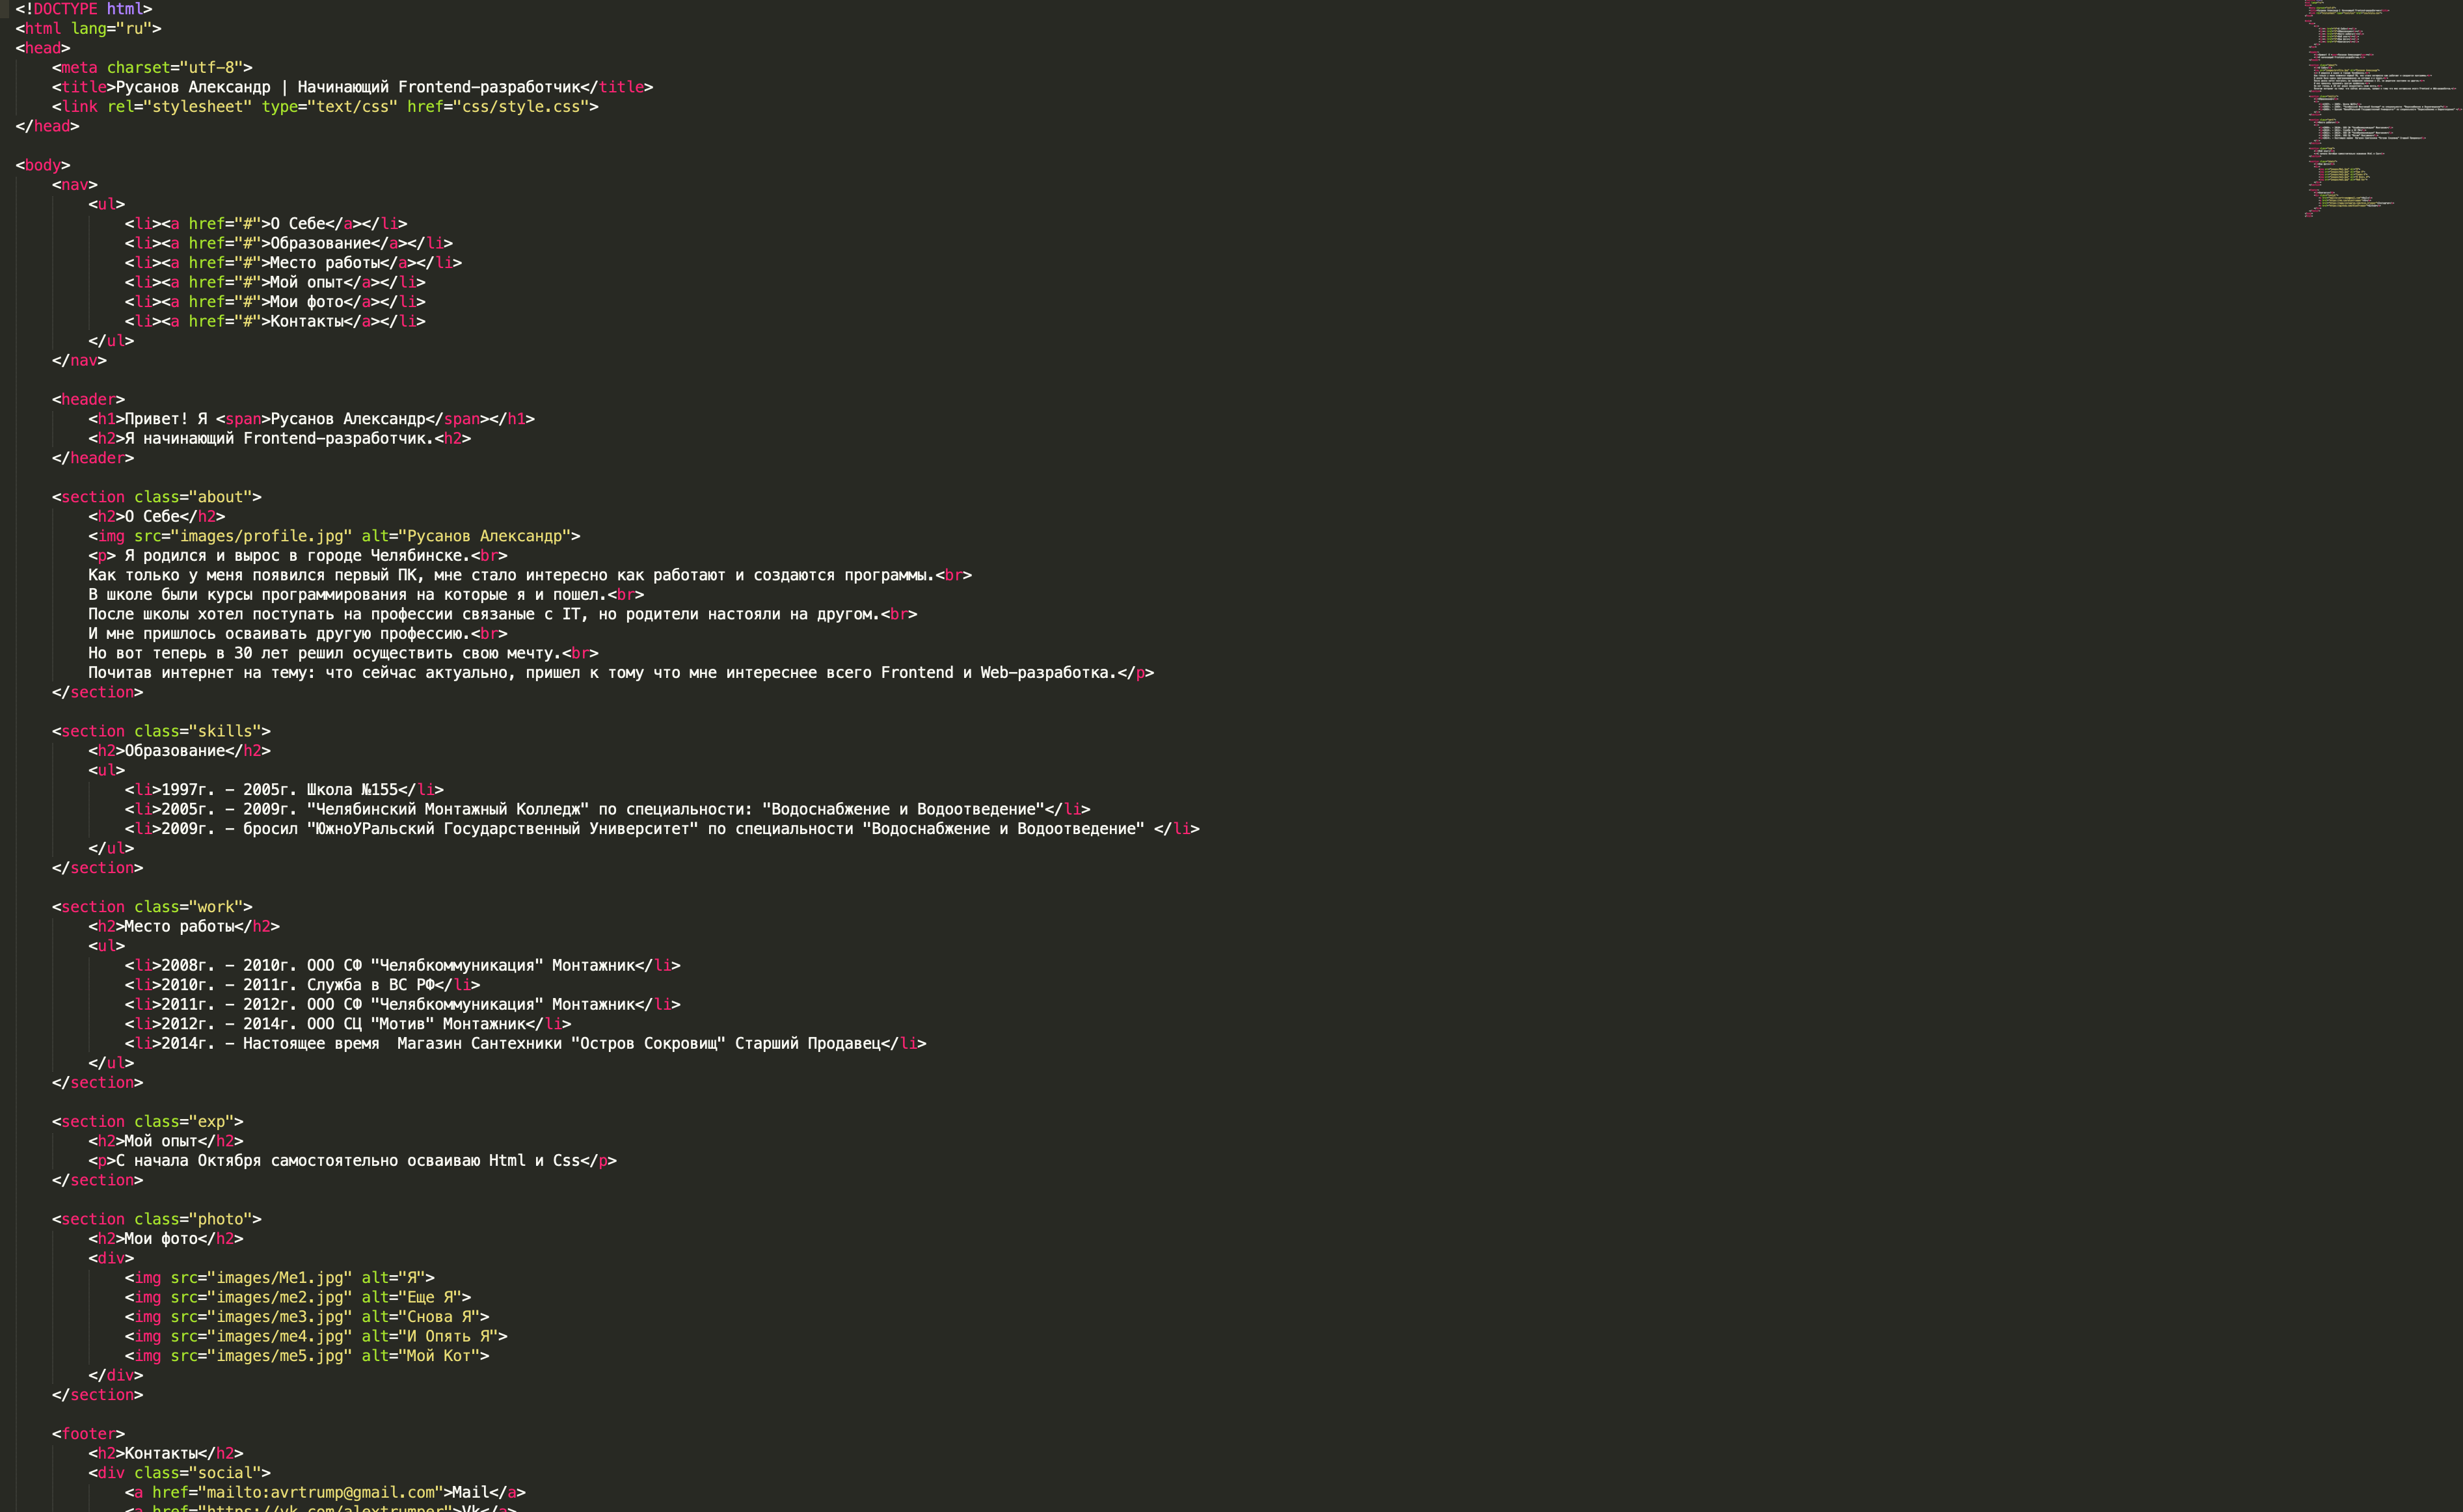 <!DOCTYPE html>
<html lang="ru">
<head>
    <meta charset="utf-8">
    <title>Русанов Александр | Начинающий Frontend-разработчик</title>
    <link rel="stylesheet" type="text/css" href="css/style.css">
</head>

<body>
    <nav>
        <ul>
            <li><a href="#">О Себе</a></li>
            <li><a href="#">Образование</a></li>
            <li><a href="#">Место работы</a></li>
            <li><a href="#">Мой опыт</a></li>
            <li><a href="#">Мои фото</a></li>
            <li><a href="#">Контакты</a></li>
        </ul>
    </nav>

    <header>
        <h1>Привет! Я <span>Русанов Александр</span></h1>
        <h2>Я начинающий Frontend-разработчик.<h2>
    </header>

    <section class="about">
        <h2>О Себе</h2>
        <img src="images/profile.jpg" alt="Русанов Александр">
        <p> Я родился и вырос в городе Челябинске.<br>
        Как только у меня появился первый ПК, мне стало интересно как работают и создаются программы.<br>
        В школе были курсы программирования на которые я и пошел.<br>
        После школы хотел поступать на профессии связаные с IT, но родители настояли на другом.<br>
        И мне пришлось осваивать другую профессию.<br>
        Но вот теперь в 30 лет решил осуществить свою мечту.<br>
        Почитав интернет на тему: что сейчас актуально, пришел к тому что мне интереснее всего Frontend и Web-разработка.</p>
    </section>

    <section class="skills">
        <h2>Образование</h2>
        <ul>
            <li>1997г. - 2005г. Школа №155</li>
            <li>2005г. - 2009г. "Челябинский Монтажный Колледж" по специальности: "Водоснабжение и Водоотведение"</li>
            <li>2009г. - бросил "ЮжноУРальский Государственный Университет" по специальности "Водоснабжение и Водоотведение" </li>
        </ul>
    </section>

    <section class="work">
        <h2>Место работы</h2>
        <ul>
            <li>2008г. - 2010г. ООО СФ "Челябкоммуникация" Монтажник</li>
            <li>2010г. - 2011г. Служба в ВС РФ</li>
            <li>2011г. - 2012г. ООО СФ "Челябкоммуникация" Монтажник</li>
            <li>2012г. - 2014г. ООО СЦ "Мотив" Монтажник</li>
            <li>2014г. - Настоящее время  Магазин Сантехники "Остров Сокровищ" Старший Продавец</li>
        </ul>
    </section>

    <section class="exp">
        <h2>Мой опыт</h2>
        <p>С начала Октября самостоятельно осваиваю Html и Css</p>
    </section>

    <section class="photo">
        <h2>Мои фото</h2>
        <div>
            <img src="images/Me1.jpg" alt="Я">
            <img src="images/me2.jpg" alt="Еще Я">
            <img src="images/me3.jpg" alt="Снова Я">
            <img src="images/me4.jpg" alt="И Опять Я">
            <img src="images/me5.jpg" alt="Мой Кот">
        </div>
    </section>

    <footer>
        <h2>Контакты</h2>
        <div class="social">
            <a href="mailto:avrtrump@gmail.com">Mail</a>
            <a href="https://vk.com/alextrumper">Vk</a>